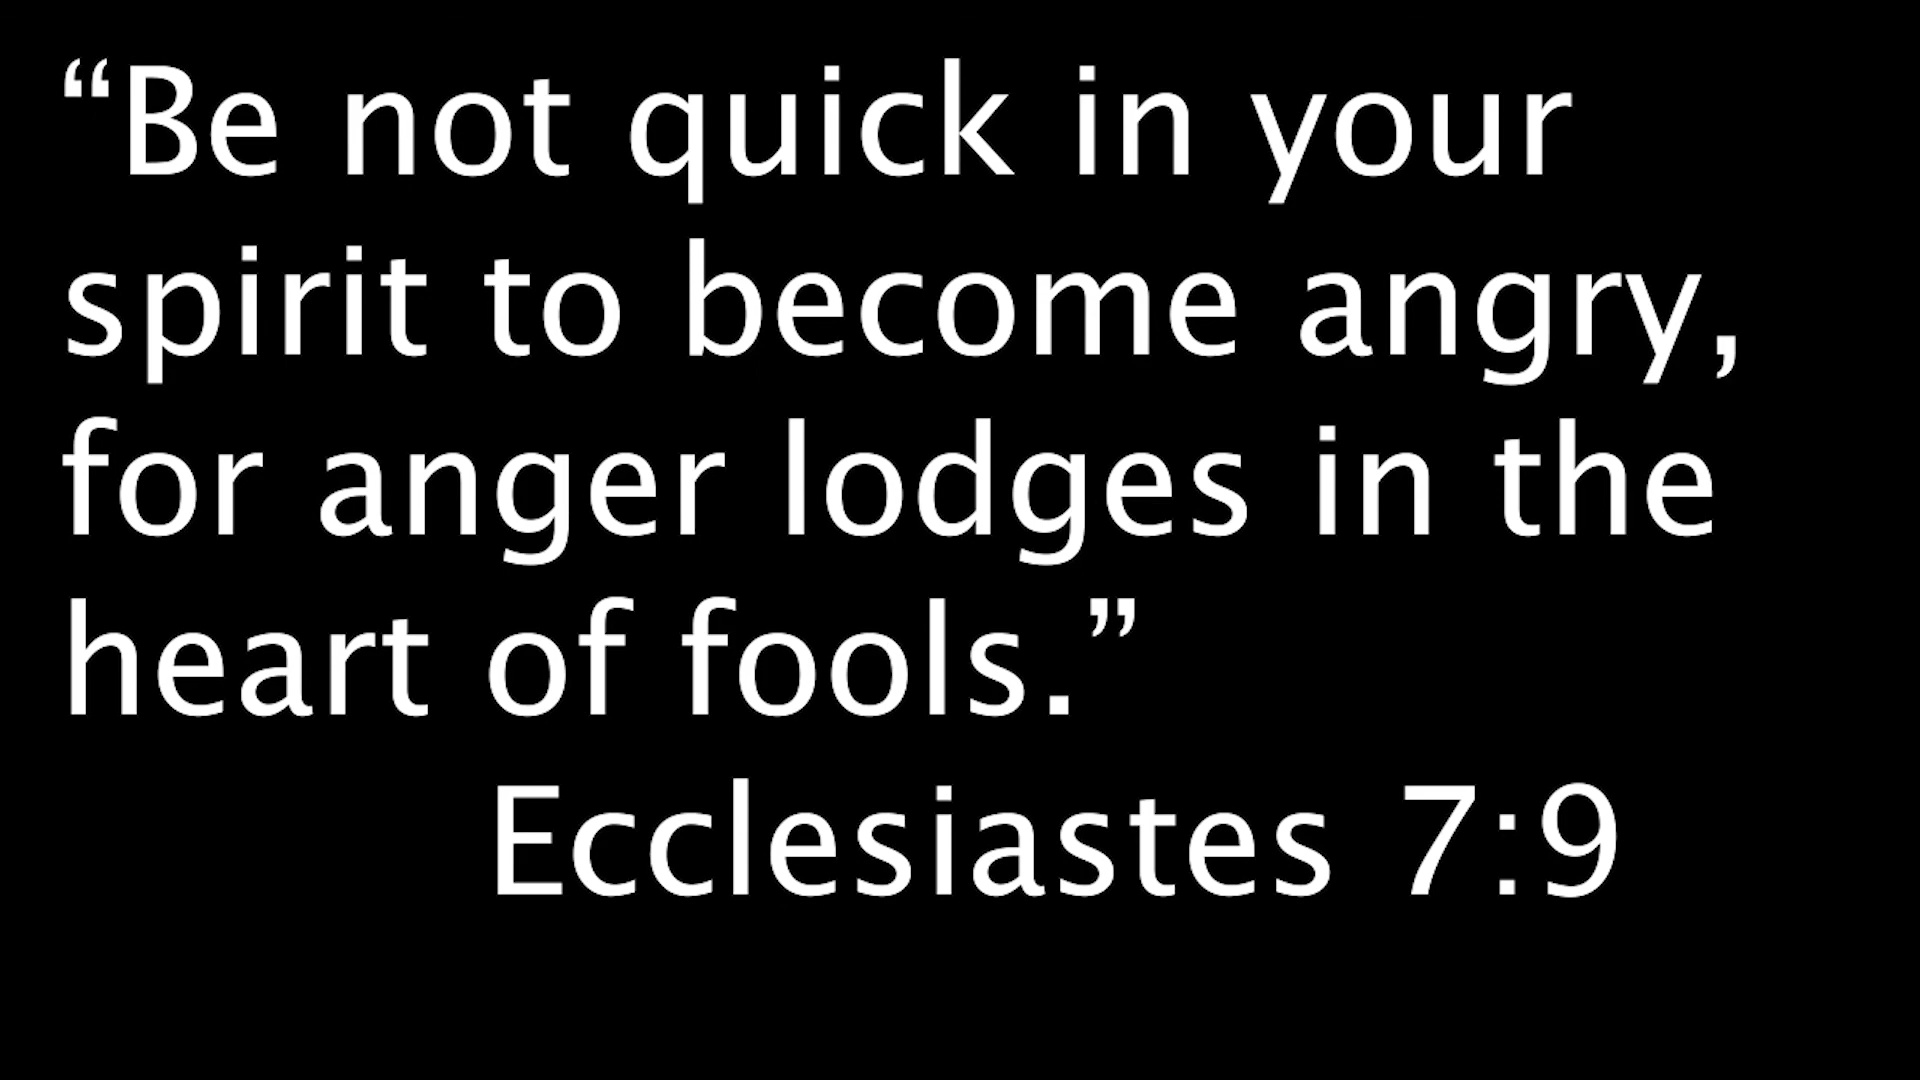 “Be not quick in your
spirit to become angry,
for anger lodges in the
heart of fools.”
Ecclesiastes 7:9